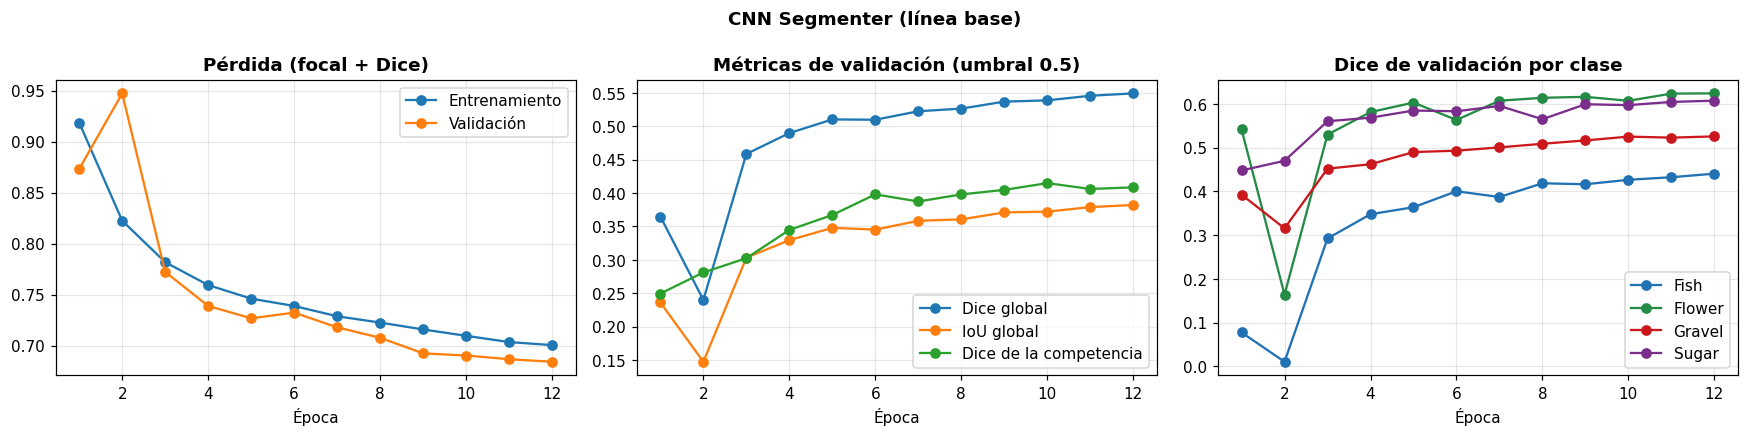 CNN Segmenter (línea base)
Pérdida (focal + Dice)
0.95
0.90
0.85
0.80
0.75
0.70
Entrenamiento
Validación
2 4 6 8 10 12
Época
Métricas de validación (umbral 0.5)
0.55
0.50
0.45
0.40
0.35
0.30
0.25
0.20
0.15
Dice global
IoU global
Dice de la competencia
2 4 6 8 10 12
Época
Dice de validación por clase
0.6
0.5
0.4
0.3
0.2
0.1
0.0
Fish
Flower
Gravel
Sugar
2 4 6 8 10 12
Época